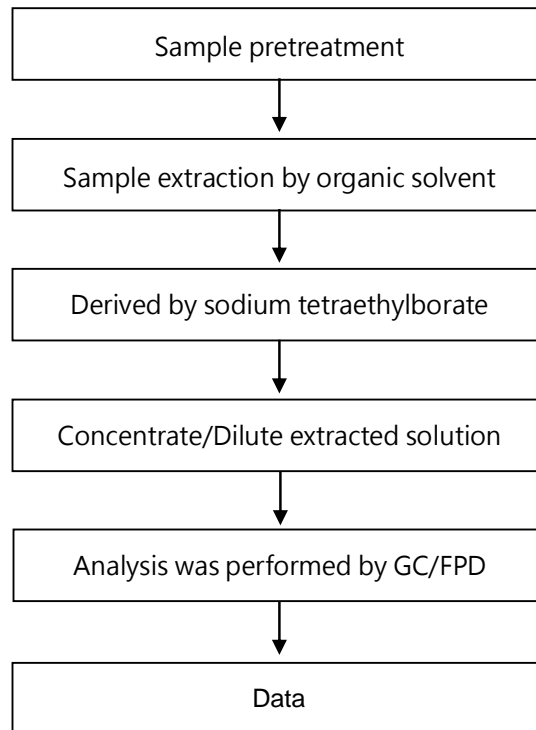 Sample pretreatment
Sample extraction by organic solvent
Derived by sodium tetraethylborate
Concentrate/Dilute extracted solution
Analysis was performed by GC/FPD
Data